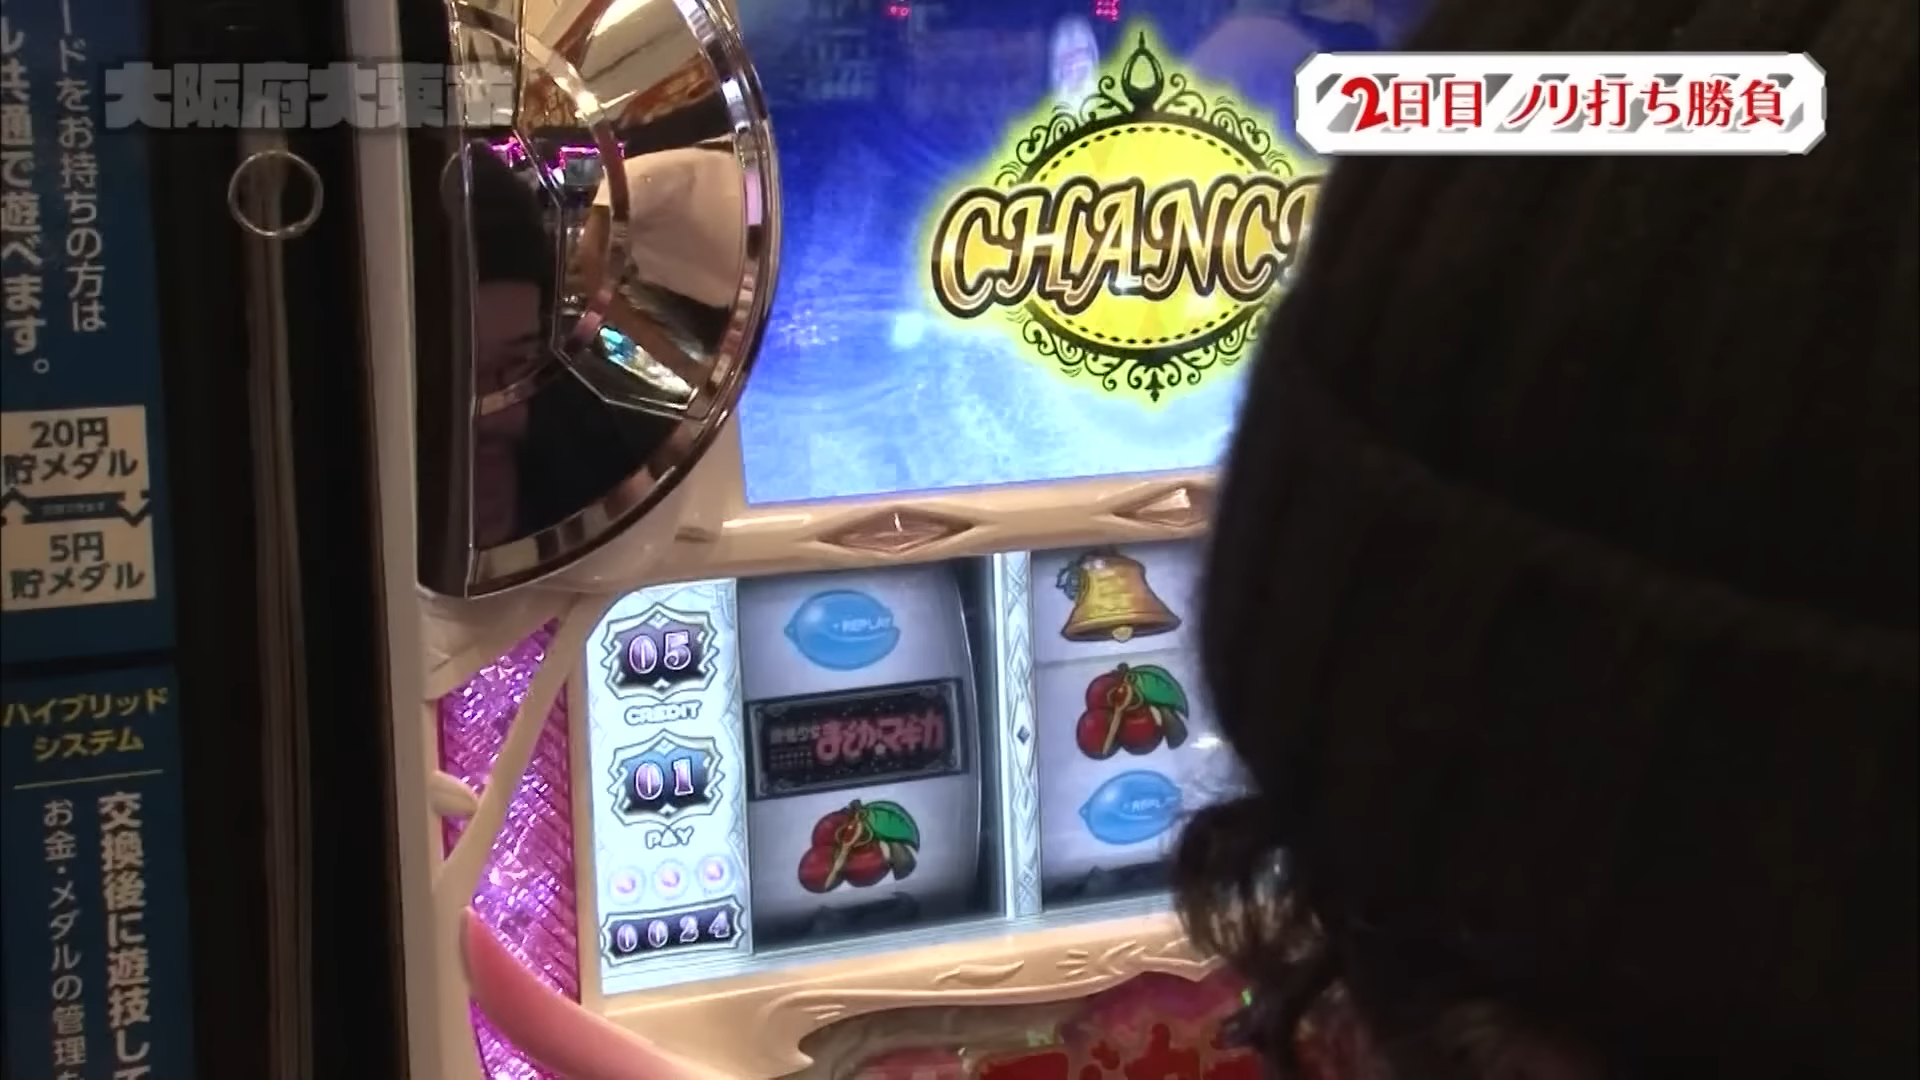 ードをお持ちの方は
ル共通で遊べます。
大阪府大東市
2日目 ノリ打ち勝負
CHANC
20円
貯メダル
5円
貯メダル
ハイブリッド
システム
交換後に遊技して
お金・メダルの管理を
05
CREDIT
01
PAY
0024
REPLAY
まどか☆マギカ
REPLAY